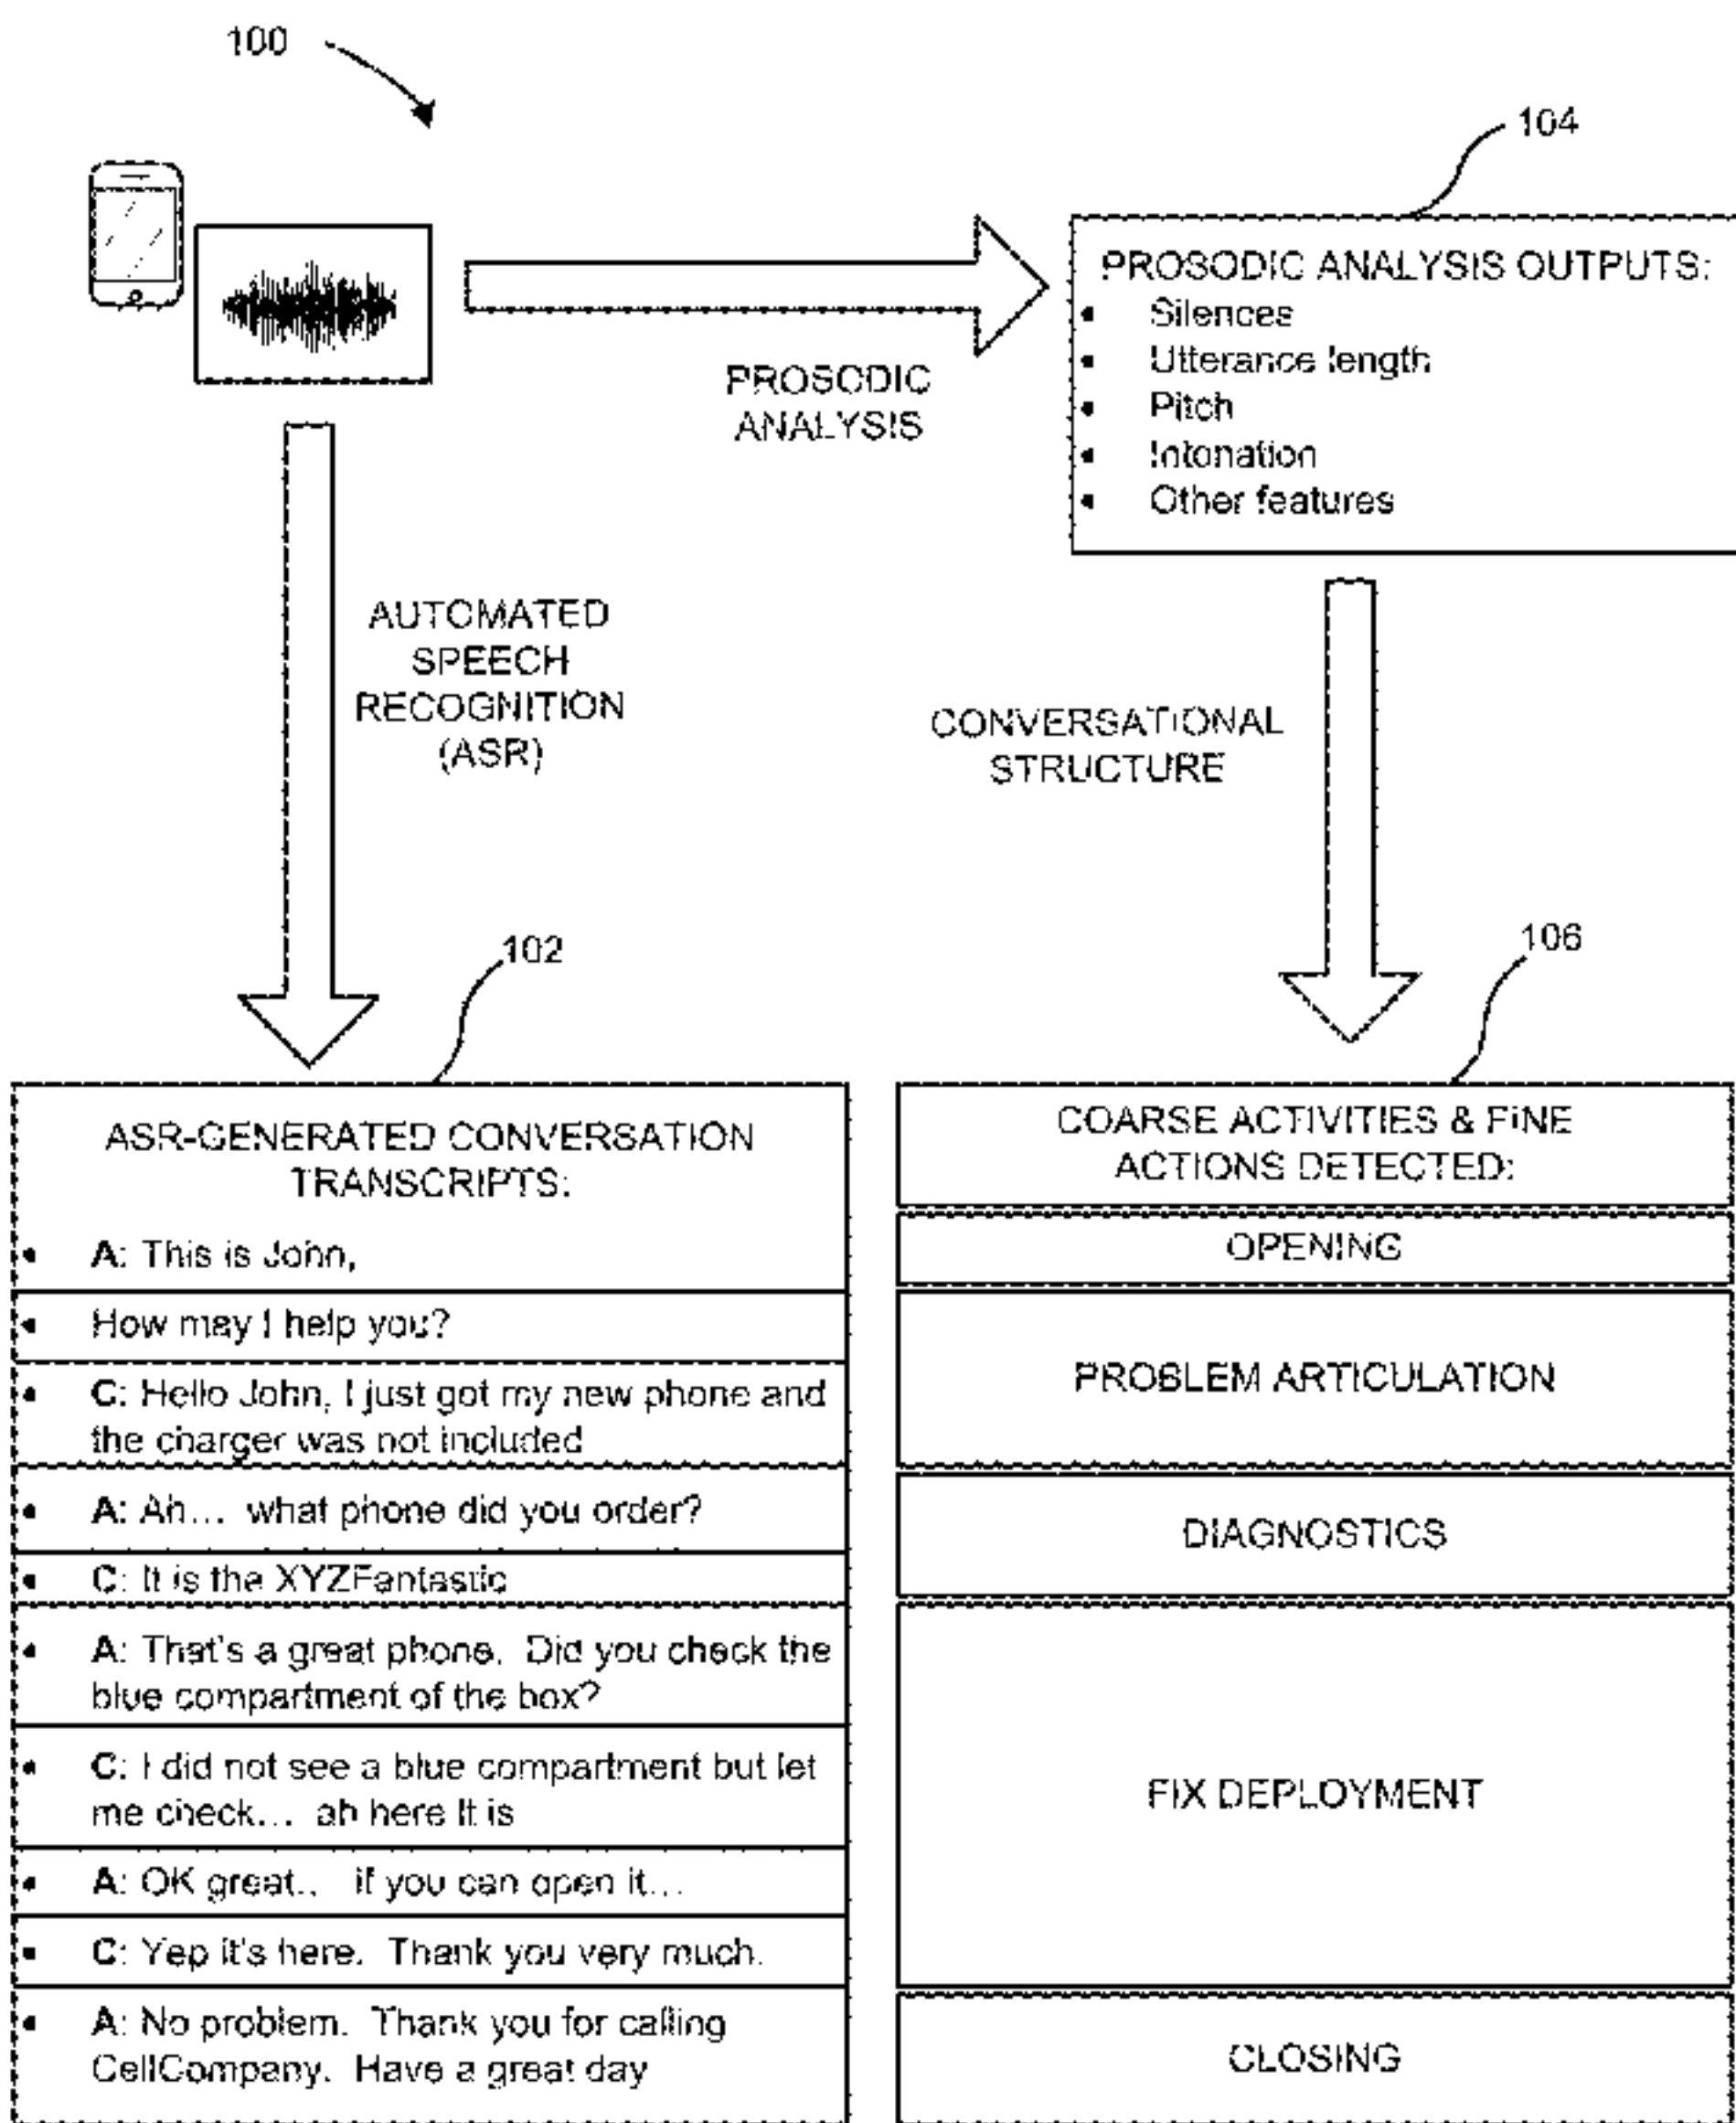 100
104
PROSODIC ANALYSIS OUTPUTS:
• Silences
• Utterance length
• Pitch
• Intonation
• Other features
PROSODIC
ANALYSIS
AUTOMATED
SPEECH
RECOGNITION
(ASR)
CONVERSATIONAL
STRUCTURE
102
106
ASR-GENERATED CONVERSATION
TRANSCRIPTS:
• A: This is John,
• How may I help you?
• C: Hello John, I just got my new phone and
the charger was not included
• A: Ah... what phone did you order?
• C: It is the XYZFantastic
• A: That's a great phone. Did you check the
blue compartment of the box?
• C: I did not see a blue compartment but let
me check... ah here It is
• A: OK great.. if you can open it...
• C: Yep it's here. Thank you very much.
• A: No problem. Thank you for calling
CellCompany. Have a great day
COARSE ACTIVITIES & FINE
ACTIONS DETECTED:
OPENING
PROBLEM ARTICULATION
DIAGNOSTICS
FIX DEPLOYMENT
CLOSING